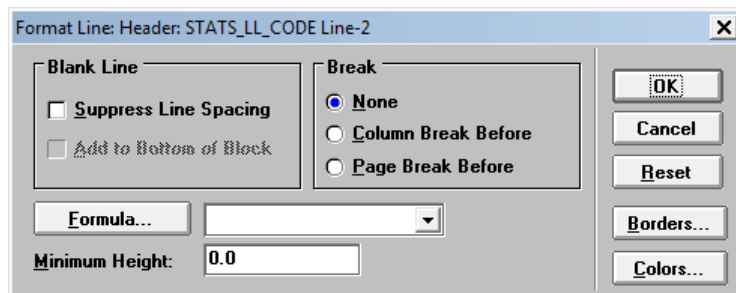 Format Line: Header: STATS_LL_CODE Line-2
Blank Line
Suppress Line Spacing
Add to Bottom of Block
Break
None
Column Break Before
Page Break Before
OK
Cancel
Reset
Borders...
Colors...
Formula...
Minimum Height:
0.0